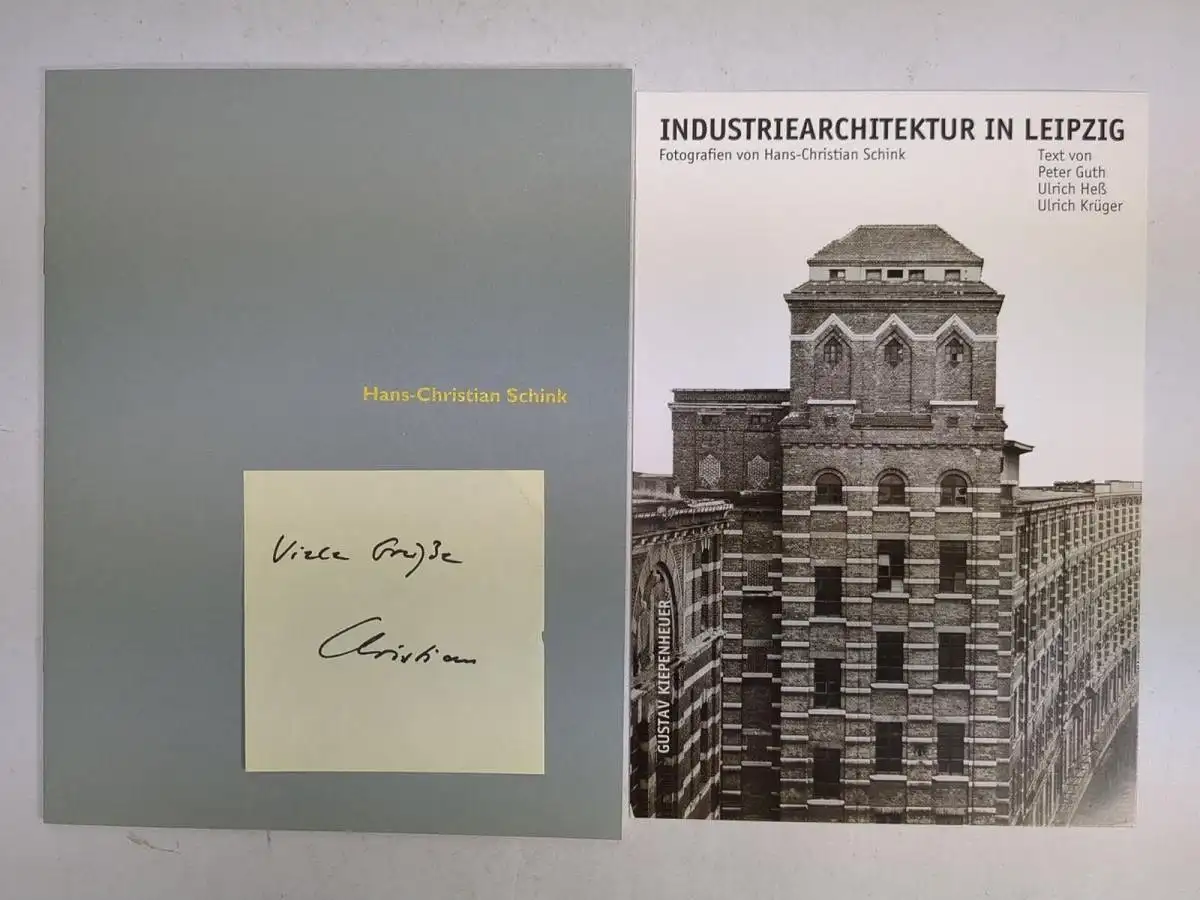 Hans-Christian Schink
Viele Grüße
Christian
INDUSTRIEARCHITEKTUR IN LEIPZIG
Fotografien von Hans-Christian Schink
Text von
Peter Guth
Ulrich Heß
Ulrich Krüger
GUSTAV KIEPENHEUER